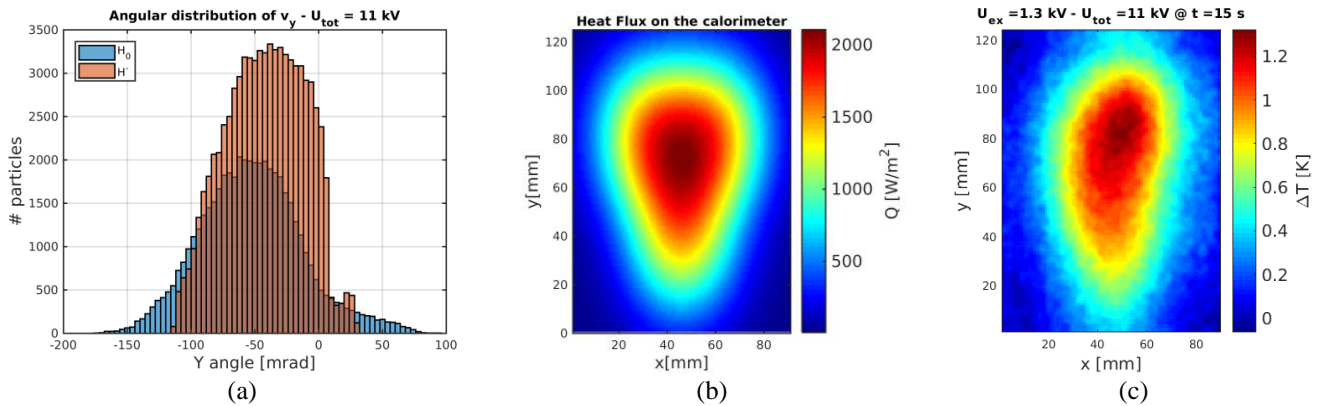 Angular distribution of v_y - U_tot = 11 kV
H_0
H^-
# particles
3500
3000
2500
2000
1500
1000
500
0
-200 -150 -100 -50 0 50 100
Y angle [mrad]
(a)
Heat Flux on the calorimeter
y[mm]
120
100
80
60
40
20
0
20 40 60 80
x[mm]
2000
1500
1000
500
Q [W/m²]
(b)
U_ex =1.3 kV - U_tot =11 kV @ t =15 s
y [mm]
120
100
80
60
40
20
20 40 60 80
x [mm]
1.2
1
0.8
0.6
0.4
0.2
0
ΔT [K]
(c)